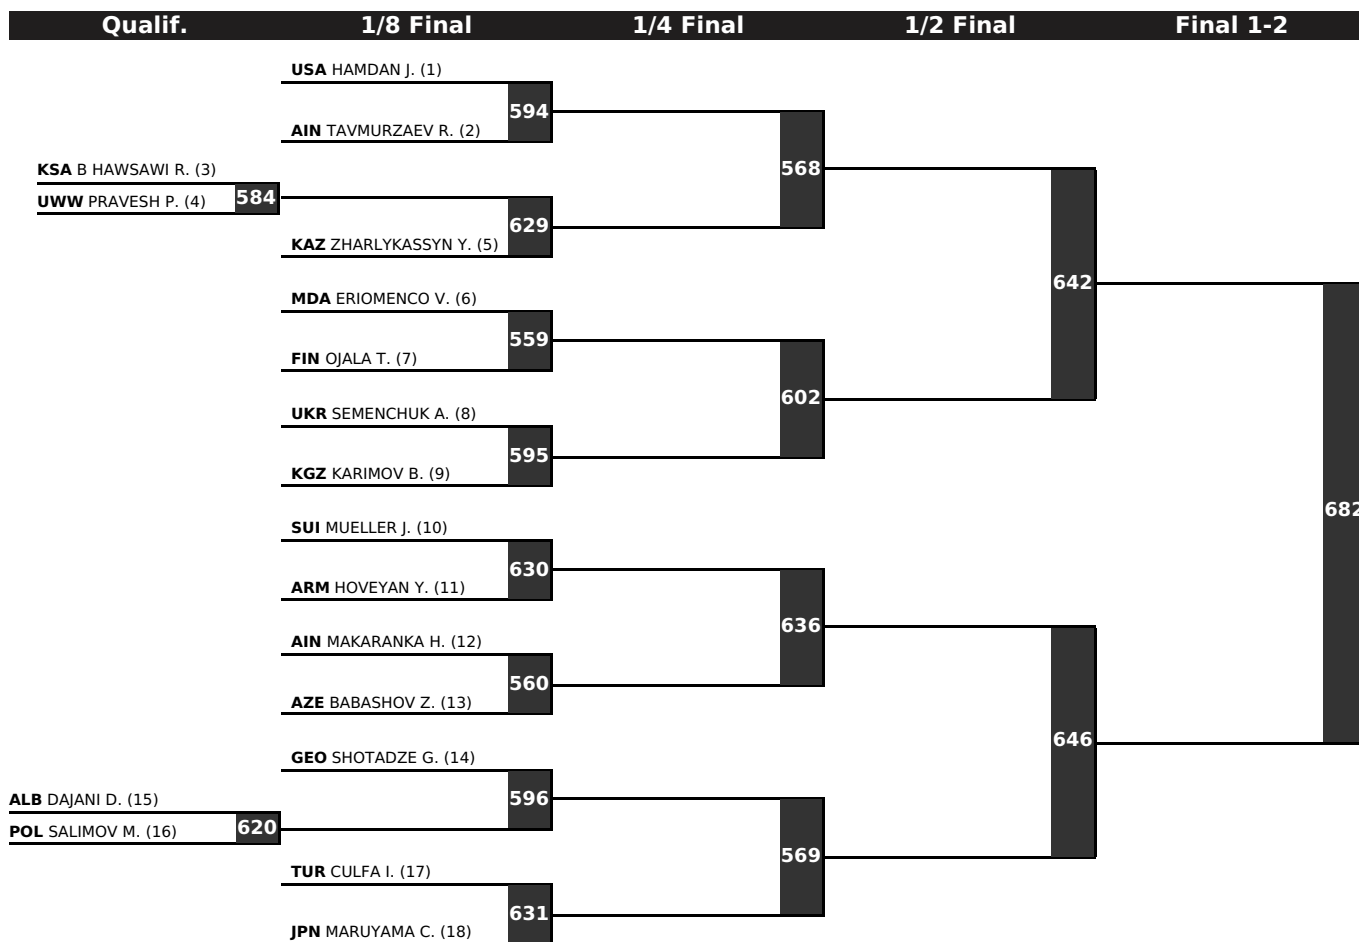 Qualif. 1/8 Final 1/4 Final 1/2 Final Final 1-2
USA HAMDAN J. (1)
594
AIN TAVMURZAEV R. (2)
KSA B HAWSAWI R. (3)
568
UWW PRAVESH P. (4) 584
629
KAZ ZHARLYKASSYN Y. (5)
642
MDA ERIOMENCO V. (6)
559
FIN OJALA T. (7)
602
UKR SEMENCHUK A. (8)
595
KGZ KARIMOV B. (9)
682
SUI MUELLER J. (10)
630
ARM HOVEYAN Y. (11)
636
AIN MAKARANKA H. (12)
560
AZE BABASHOV Z. (13)
646
GEO SHOTADZE G. (14)
596
ALB DAJANI D. (15)
POL SALIMOV M. (16) 620
569
TUR CULFA I. (17)
631
JPN MARUYAMA C. (18)